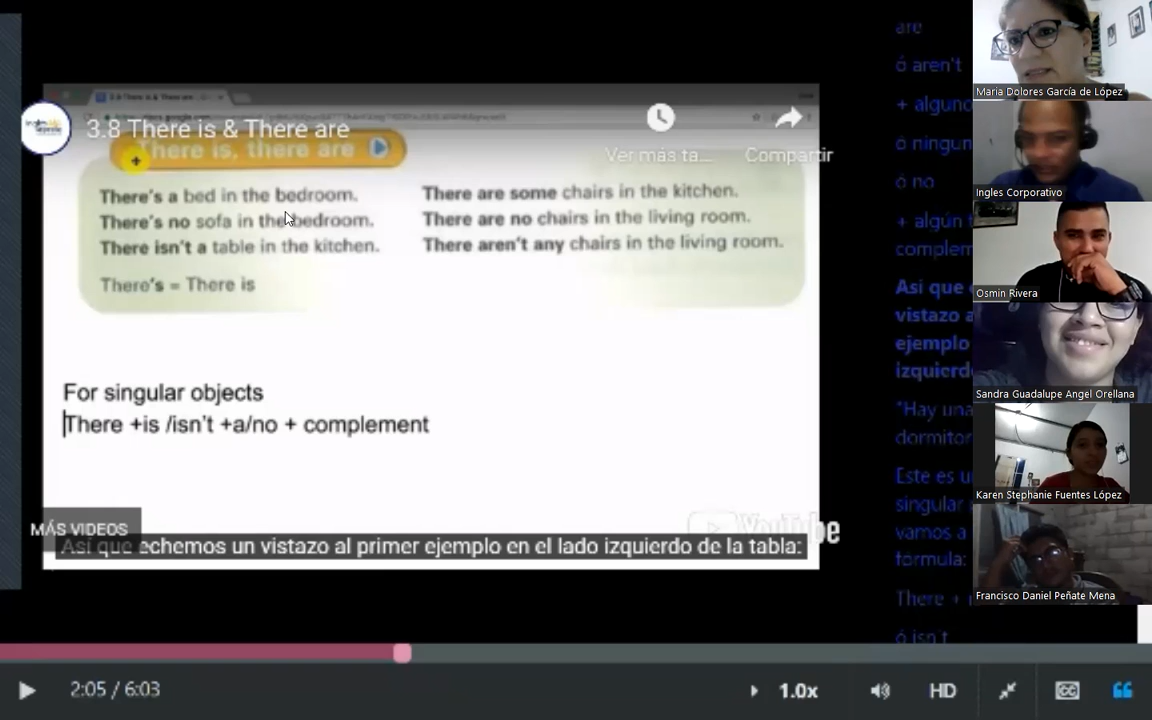 3.8 There is & There are
Ver más ta...
Compartir
There is, there are
There's a bed in the bedroom.
There's no sofa in the bedroom.
There isn't a table in the kitchen.
There's = There is
There are some chairs in the kitchen.
There are no chairs in the living room.
There aren't any chairs in the living room.
For singular objects
There +is /isn't +a/no + complement
MÁS VIDEOS
YouTube
Así que echemos un vistazo al primer ejemplo en el lado izquierdo de la tabla:
are
ó aren't
+ alguno
ó ningun
ó no
+ algún t
complem
Así que
vistazo a
ejemplo
izquierdo
"Hay una
dormitor
Este es u
singular
vamos a
fórmula:
There +
ó isn't
Maria Dolores García de López
Ingles Corporativo
Osmin Rivera
Sandra Guadalupe Angel Orellana
Karen Stephanie Fuentes López
Francisco Daniel Peñate Mena
2:05 / 6:03
1.0x
HD
CC